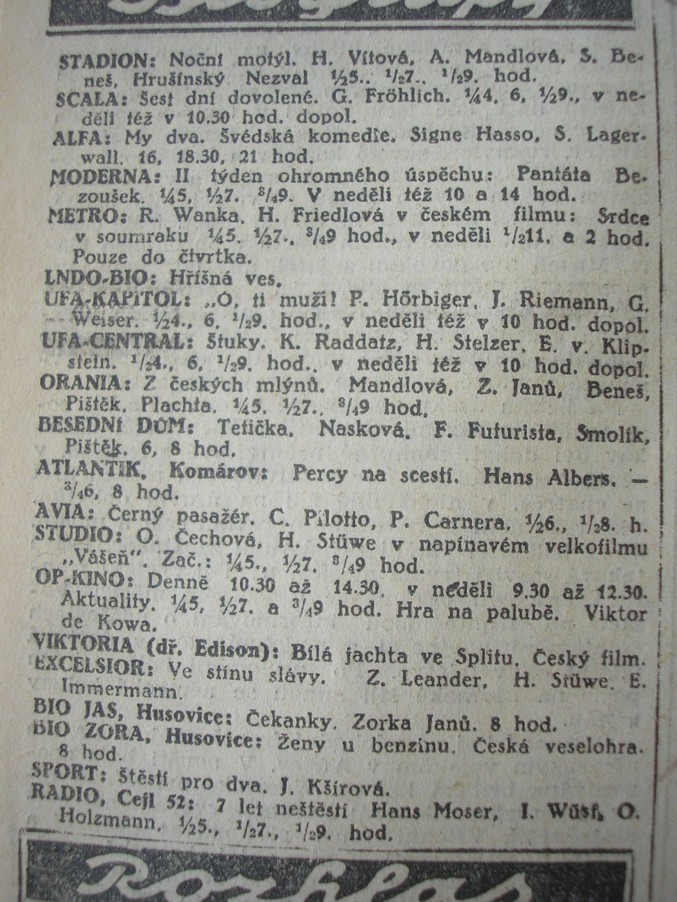 Biografy
STADION: Noční motýl. H. Vítová, A. Mandlová, S. Be-
neš, Hrušínský Nezval ½5., ½7., ½9. hod.
SCALA: Šest dní dovolené. G. Fröhlich. ¼4, 6, ½9., v ne-
děli též v 10.30 hod. dopol.
ALFA: My dva. Švédská komedie. Signe Hasso, S. Lager-
wall. 16, 18.30, 21 hod.
MODERNA: II týden ohromného úspěchu: Pantáta Be-
zoušek. ¼5, ½7. ¾9. V neděli též 10 a 14 hod.
METRO: R. Wanka, H. Friedlová v českém filmu: Srdce
v soumraku ¼5, ½7., ¾9 hod., v neděli ½11. a 2 hod.
Pouze do čtvrtka.
LNDO-BIO: Hříšná ves.
UFA-KAPITOL: „O, ti muži! P. Hörbiger, J. Riemann, G.
Weiser. ½4., 6, ½9. hod., v neděli též v 10 hod. dopol.
UFA-CENTRAL: Štuky. K. Raddatz, H. Stelzer, E. v. Klip-
stein. ½4., 6, ½9. hod., v neděli též v 10 hod. dopol.
ORANIA: Z českých mlýnů. Mandlová, Z. Janů, Beneš,
Pištěk, Plachta. ¼5, ½7., ¾9 hod.
BESEDNÍ DŮM: Tetička. Nasková, F. Futurista, Smolík,
Pištěk. 6, 8 hod.
ATLANTIK, Komárov: Percy na scestí. Hans Albers. —
¾6, 8 hod.
AVIA: Černý pasažér. C. Pilotto, P. Carnera. ½6., ½8. h.
STUDIO: O. Čechová, H. Stüwe v napínavém velkofilmu
„Vášeň". Zač.: ¼5., ½7. ¾9 hod.
OP-KINO: Denně 10.30 až 14.30, v neděli 9.30 až 12.30.
Aktuality. ¼5, ½7. a ¾9 hod. Hra na palubě. Viktor
de Kowa.
VIKTORIA (dř. Edison): Bílá jachta ve Splitu. Český film.
EXCELSIOR: Ve stínu slávy. Z. Leander, H. Stüwe, E.
Immermann.
BIO JAS, Husovice: Čekanky. Zorka Janů. 8 hod.
BIO ZORA, Husovice: Ženy u benzinu. Česká veselohra.
8 hod.
SPORT: Štěstí pro dva. J. Kšírová.
RADIO, Cejl 52: 7 let neštěstí Hans Moser, I. Wüst, O.
Holzmann. ½5., ½7., ½9. hod.
Rozhlas